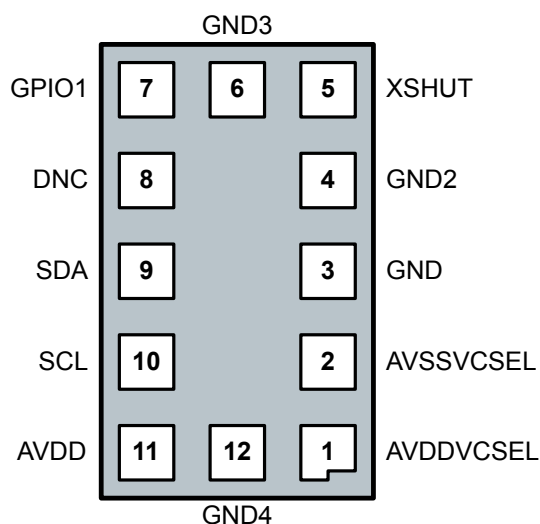 GND3
GPIO1 7 6 5 XSHUT
DNC 8 4 GND2
SDA 9 3 GND
SCL 10 2 AVSSVCSEL
AVDD 11 12 1 AVDDVCSEL
GND4